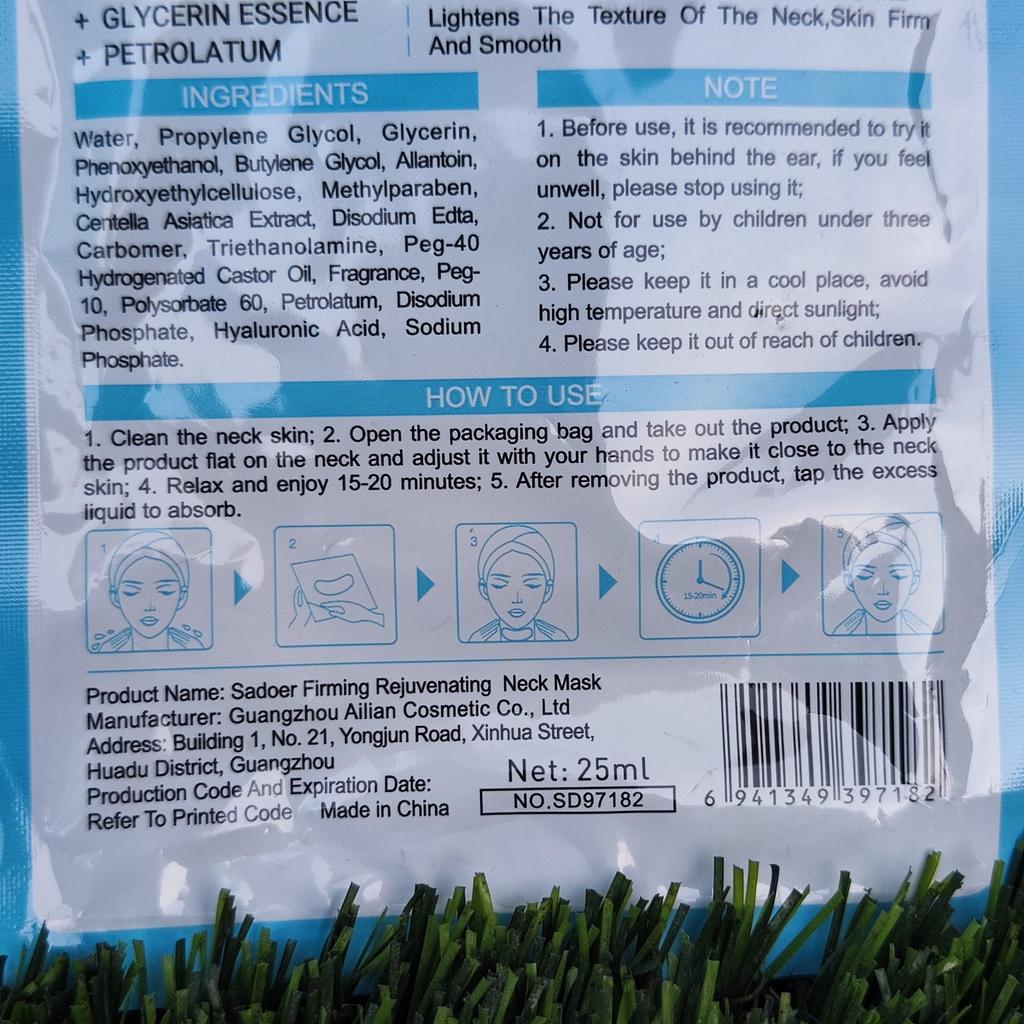 + GLYCERIN ESSENCE
+ PETROLATUM
Lightens The Texture Of The Neck,Skin Firm
And Smooth
INGREDIENTS
Water, Propylene Glycol, Glycerin,
Phenoxyethanol, Butylene Glycol, Allantoin,
Hydroxyethylcellulose, Methylparaben,
Centella Asiatica Extract, Disodium Edta,
Carbomer, Triethanolamine, Peg-40
Hydrogenated Castor Oil, Fragrance, Peg-
10, Polysorbate 60, Petrolatum, Disodium
Phosphate, Hyaluronic Acid, Sodium
Phosphate.
NOTE
1. Before use, it is recommended to try it
on the skin behind the ear, if you feel
unwell, please stop using it;
2. Not for use by children under three
years of age;
3. Please keep it in a cool place, avoid
high temperature and direct sunlight;
4. Please keep it out of reach of children.
HOW TO USE
1. Clean the neck skin; 2. Open the packaging bag and take out the product; 3. Apply
the product flat on the neck and adjust it with your hands to make it close to the neck
skin; 4. Relax and enjoy 15-20 minutes; 5. After removing the product, tap the excess
liquid to absorb.
1
2
3
4
15-20min
5
Product Name: Sadoer Firming Rejuvenating Neck Mask
Manufacturer: Guangzhou Ailian Cosmetic Co., Ltd
Address: Building 1, No. 21, Yongjun Road, Xinhua Street,
Huadu District, Guangzhou
Production Code And Expiration Date:
Refer To Printed Code Made in China
Net: 25ml
NO.SD97182
6 941349 397182